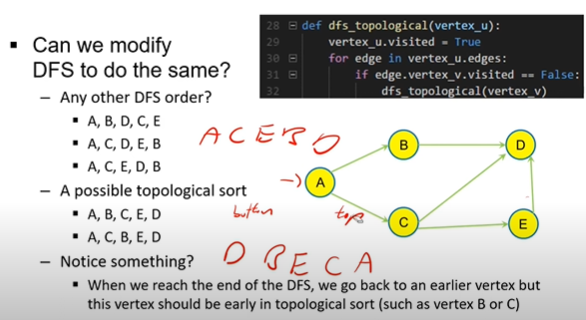 28 def dfs_topological(vertex_u):
29 vertex_u.visited = True
30 for edge in vertex_u.edges:
31 if edge.vertex_v.visited == False:
32 dfs_topological(vertex_v)
▪ Can we modify
DFS to do the same?
– Any other DFS order?
▪ A, B, D, C, E
▪ A, C, D, E, B
▪ A, C, E, D, B
A C E B D
– A possible topological sort
▪ A, B, C, E, D
▪ A, C, B, E, D
A
B
C
D
E
– Notice something?
D B E C A
▪ When we reach the end of the DFS, we go back to an earlier vertex but
this vertex should be early in topological sort (such as vertex B or C)